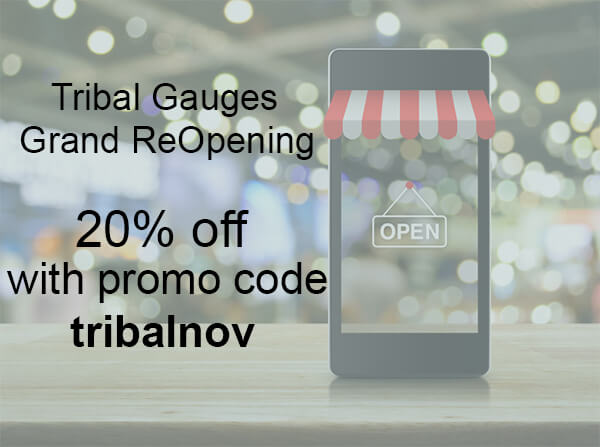 Tribal Gauges
Grand ReOpening
20% off
with promo code
tribalnov
OPEN